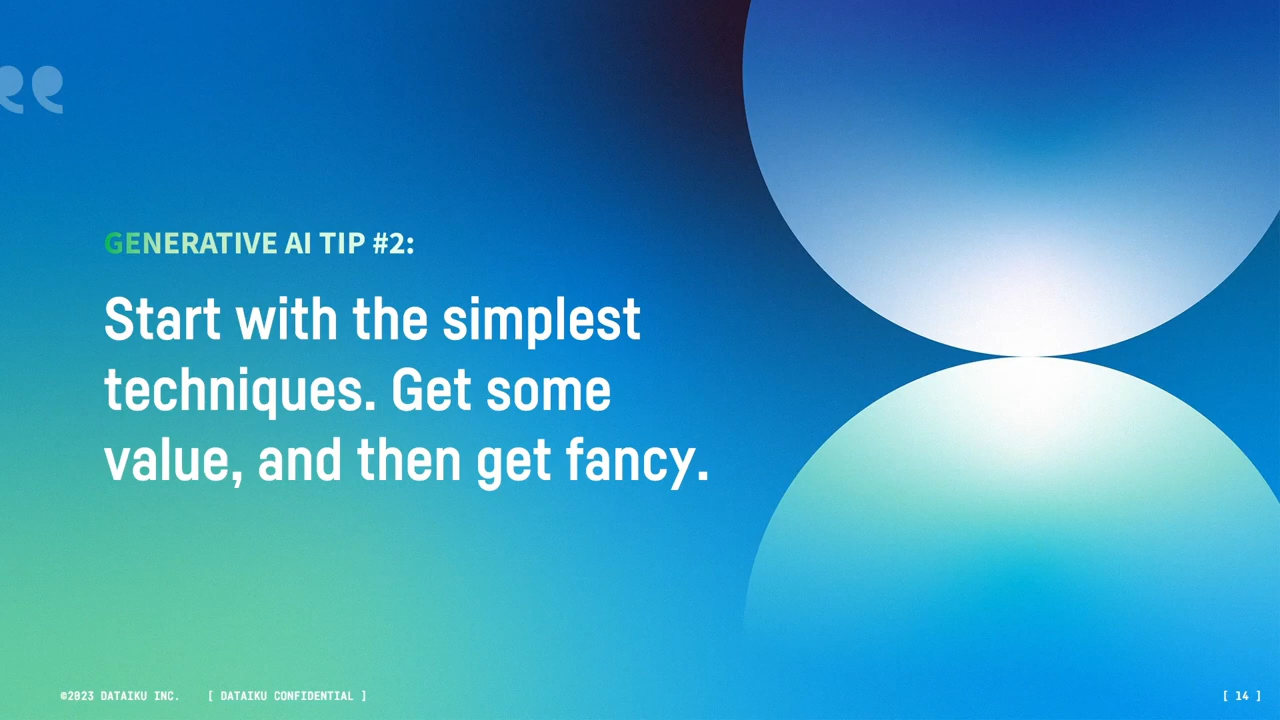 GENERATIVE AI TIP #2:
Start with the simplest
techniques. Get some
value, and then get fancy.
©2023 DATAIKU INC. [ DATAIKU CONFIDENTIAL ]
[ 14 ]